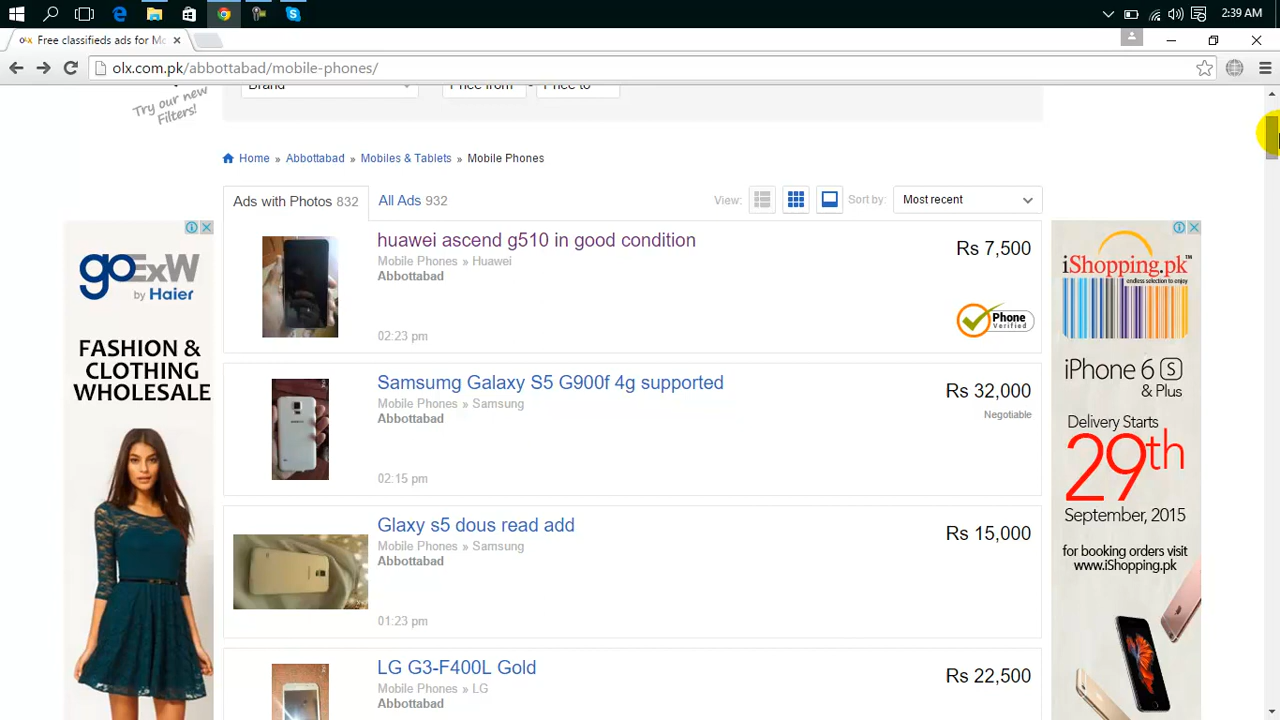 2:39 AM
Free classifieds ads for Mo
olx.com.pk/abbottabad/mobile-phones/
Try our new
Filters!
Brand
Price from - Price to
Home » Abbottabad » Mobiles & Tablets » Mobile Phones
Ads with Photos 832
All Ads 932
View:
Sort by: Most recent
huawei ascend g510 in good condition
Mobile Phones » Huawei
Abbottabad
02:23 pm
Rs 7,500
Phone
Verified
Samsumg Galaxy S5 G900f 4g supported
Mobile Phones » Samsung
Abbottabad
02:15 pm
Rs 32,000
Negotiable
Glaxy s5 dous read add
Mobile Phones » Samsung
Abbottabad
01:23 pm
Rs 15,000
LG G3-F400L Gold
Mobile Phones » LG
Abbottabad
Rs 22,500
goExW
by Haier
FASHION &
CLOTHING
WHOLESALE
iShopping.pk
endless selection to enjoy
iPhone 6 S
& Plus
Delivery Starts
29th
September, 2015
for booking orders visit
www.iShopping.pk